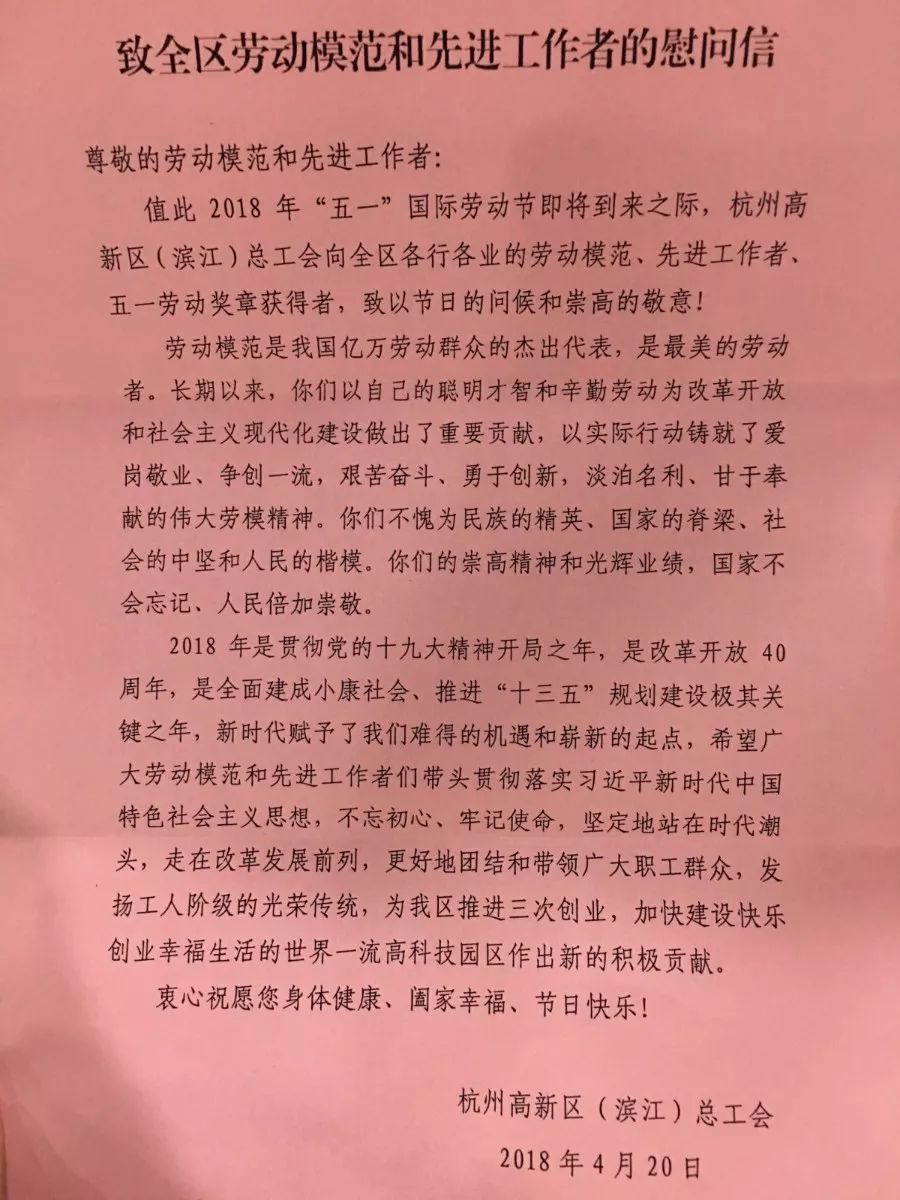 致全区劳动模范和先进工作者的慰问信
尊敬的劳动模范和先进工作者：
值此 2018 年“五一”国际劳动节即将到来之际，杭州高
新区（滨江）总工会向全区各行各业的劳动模范、先进工作者、
五一劳动奖章获得者，致以节日的问候和崇高的敬意！
劳动模范是我国亿万劳动群众的杰出代表，是最美的劳动
者。长期以来，你们以自己的聪明才智和辛勤劳动为改革开放
和社会主义现代化建设做出了重要贡献，以实际行动铸就了爱
岗敬业、争创一流，艰苦奋斗、勇于创新，淡泊名利、甘于奉
献的伟大劳模精神。你们不愧为民族的精英、国家的脊梁、社
会的中坚和人民的楷模。你们的崇高精神和光辉业绩，国家不
会忘记、人民倍加崇敬。
2018 年是贯彻党的十九大精神开局之年，是改革开放 40
周年，是全面建成小康社会、推进“十三五”规划建设极其关
键之年，新时代赋予了我们难得的机遇和崭新的起点，希望广
大劳动模范和先进工作者们带头贯彻落实习近平新时代中国
特色社会主义思想，不忘初心、牢记使命，坚定地站在时代潮
头，走在改革发展前列，更好地团结和带领广大职工群众，发
扬工人阶级的光荣传统，为我区推进三次创业，加快建设快乐
创业幸福生活的世界一流高科技园区作出新的积极贡献。
衷心祝愿您身体健康、阖家幸福、节日快乐！
杭州高新区（滨江）总工会
2018 年 4 月 20 日